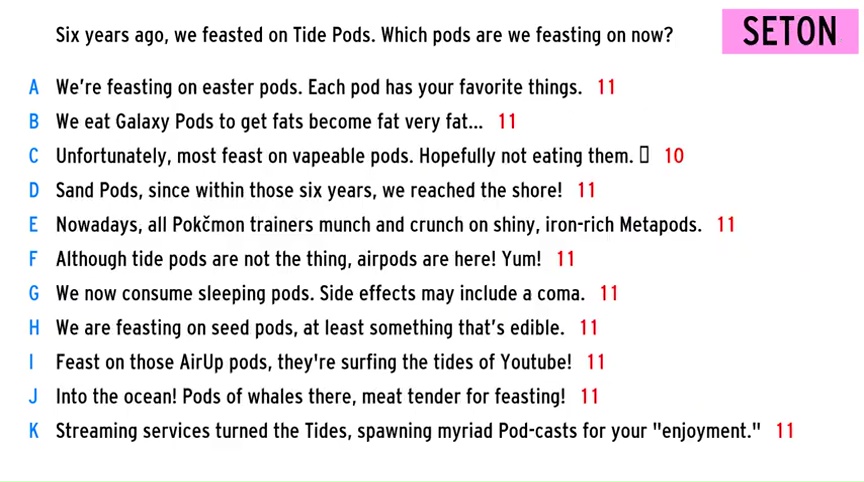 Six years ago, we feasted on Tide Pods. Which pods are we feasting on now?
SETON
A We're feasting on easter pods. Each pod has your favorite things. 11
B We eat Galaxy Pods to get fats become fat very fat... 11
C Unfortunately, most feast on vapeable pods. Hopefully not eating them. ▯ 10
D Sand Pods, since within those six years, we reached the shore! 11
E Nowadays, all Pokčmon trainers munch and crunch on shiny, iron-rich Metapods. 11
F Although tide pods are not the thing, airpods are here! Yum! 11
G We now consume sleeping pods. Side effects may include a coma. 11
H We are feasting on seed pods, at least something that's edible. 11
I Feast on those AirUp pods, they're surfing the tides of Youtube! 11
J Into the ocean! Pods of whales there, meat tender for feasting! 11
K Streaming services turned the Tides, spawning myriad Pod-casts for your "enjoyment." 11